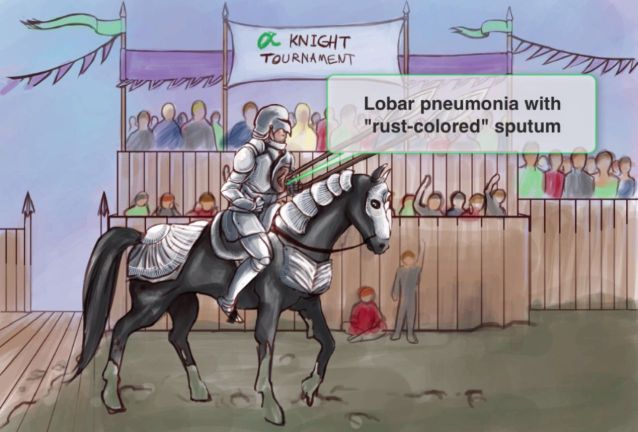 α KNIGHT
TOURNAMENT
Lobar pneumonia with
"rust-colored" sputum